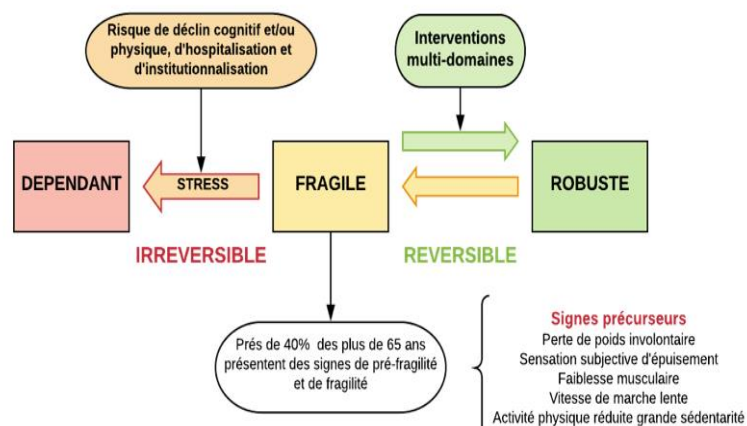 Risque de déclin cognitif et/ou
physique, d'hospitalisation et
d'institutionnalisation
Interventions
multi-domaines
DEPENDANT
STRESS
FRAGILE
ROBUSTE
IRREVERSIBLE
REVERSIBLE
Prés de 40% des plus de 65 ans
présentent des signes de pré-fragilité
et de fragilité
Signes précurseurs
Perte de poids involontaire
Sensation subjective d'épuisement
Faiblesse musculaire
Vitesse de marche lente
Activité physique réduite grande sédentarité